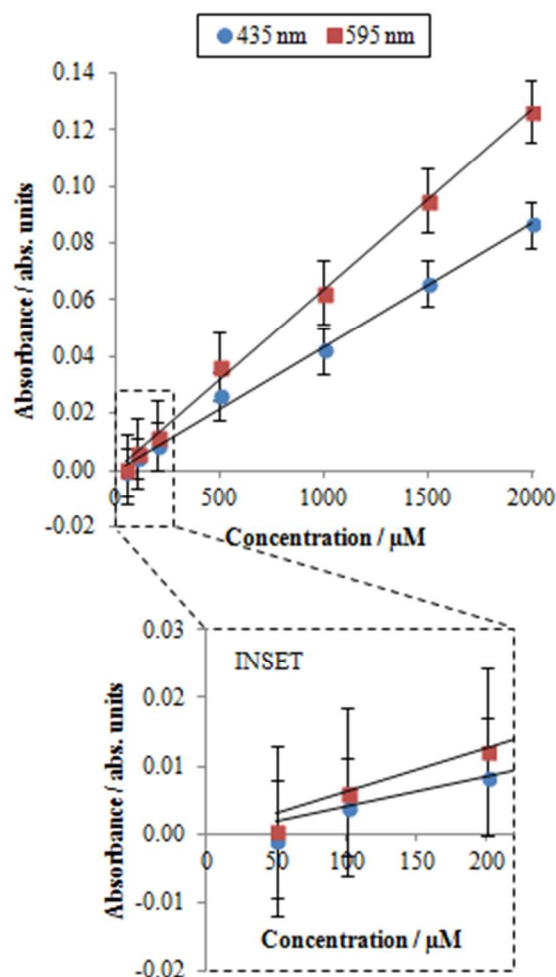 435 nm 595 nm
0.14
0.12
0.10
0.08
0.06
0.04
0.02
0.00
-0.02
Absorbance / abs. units
0 500 1000 1500 2000
Concentration / μM
0.03
INSET
0.02
0.01
0.00
-0.01
-0.02
Absorbance / abs. units
0 50 100 150 200
Concentration / μM